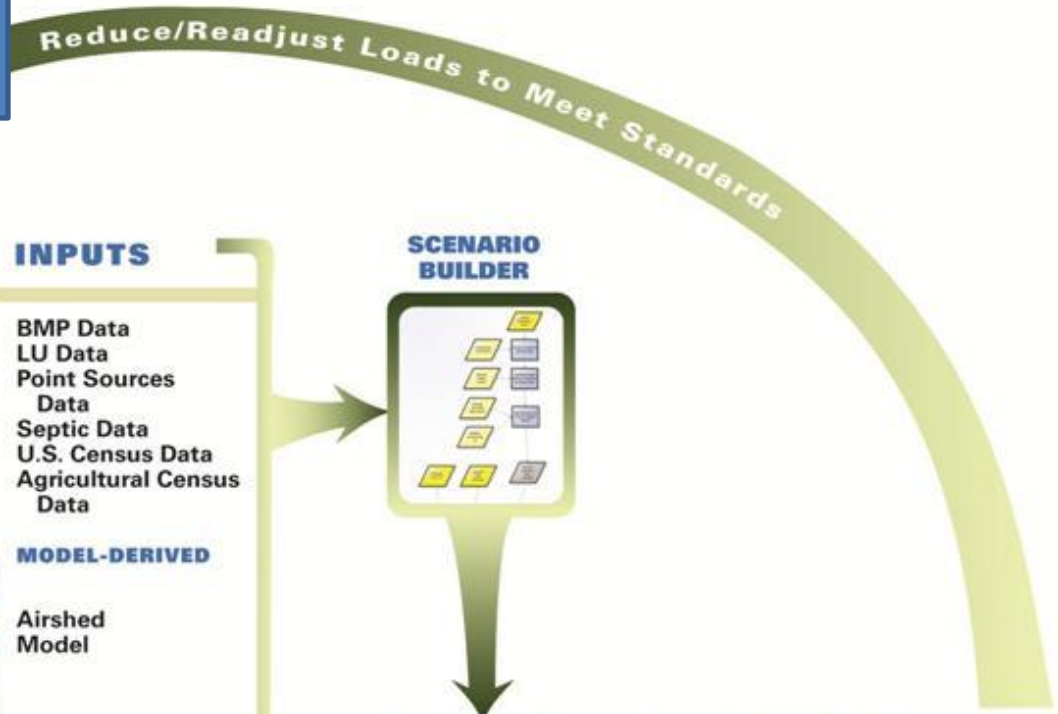 Reduce/Readjust Loads to Meet Standards
INPUTS
BMP Data
LU Data
Point Sources
Data
Septic Data
U.S. Census Data
Agricultural Census
Data
MODEL-DERIVED
Airshed
Model
SCENARIO
BUILDER